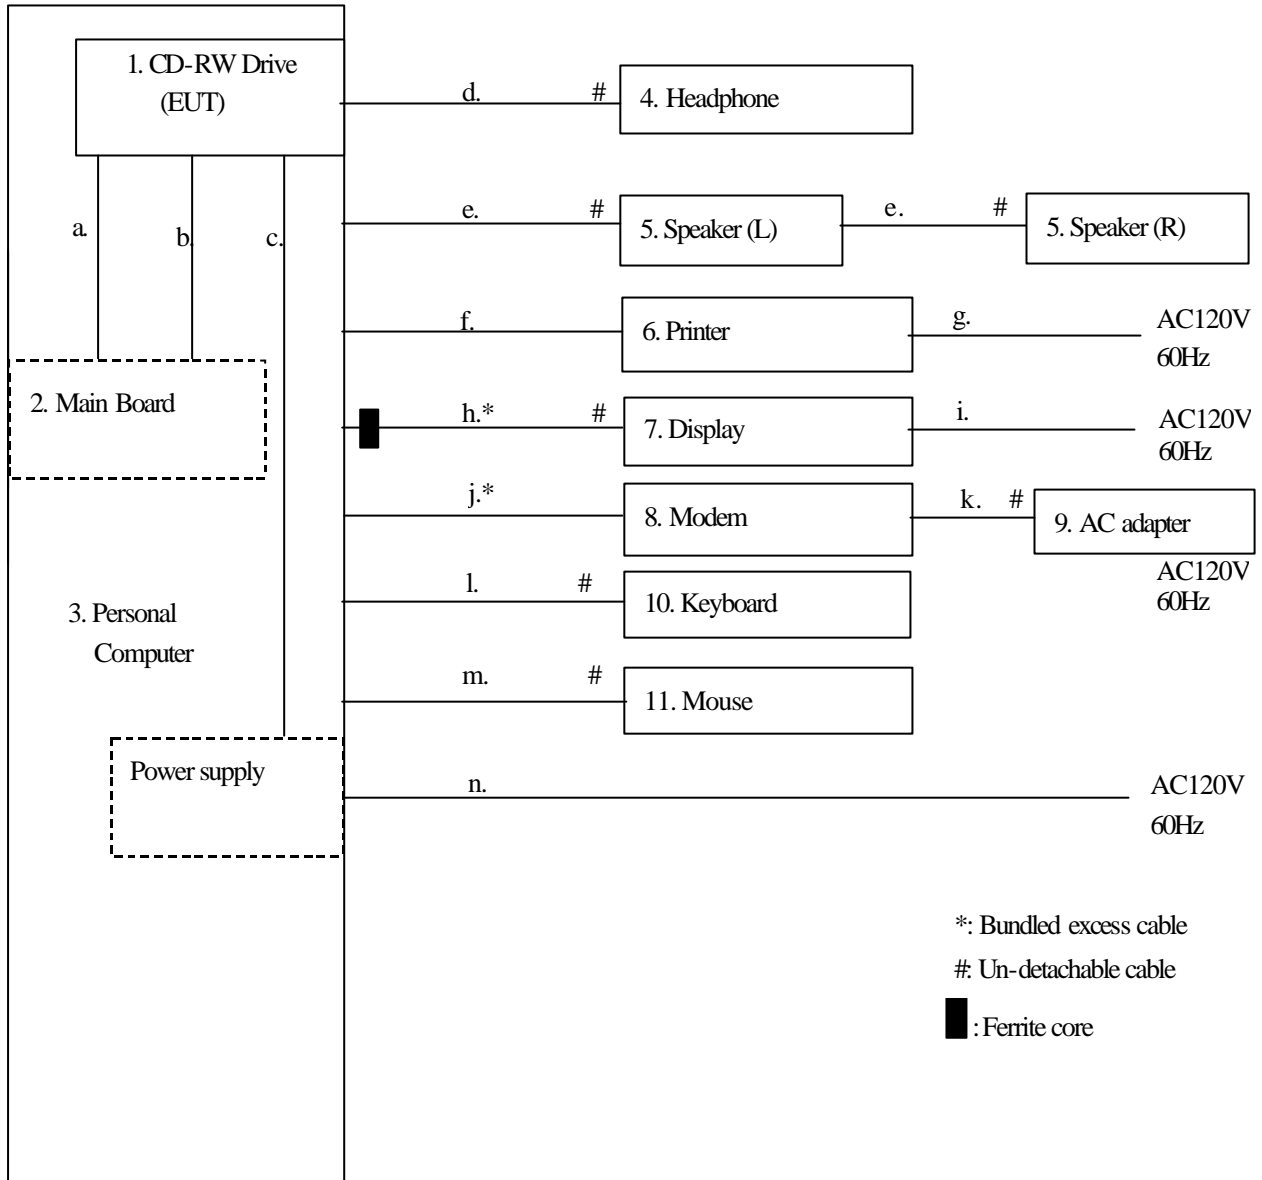 1. CD-RW Drive
(EUT)
d.
#
4. Headphone
a.
b.
c.
e.
#
5. Speaker (L)
e.
#
5. Speaker (R)
f.
6. Printer
g.
AC120V
60Hz
2. Main Board
h.*
#
7. Display
i.
AC120V
60Hz
j.*
8. Modem
k.
#
9. AC adapter
AC120V
60Hz
l.
#
10. Keyboard
3. Personal
Computer
m.
#
11. Mouse
Power supply
n.
AC120V
60Hz
*: Bundled excess cable
#: Un-detachable cable
: Ferrite core